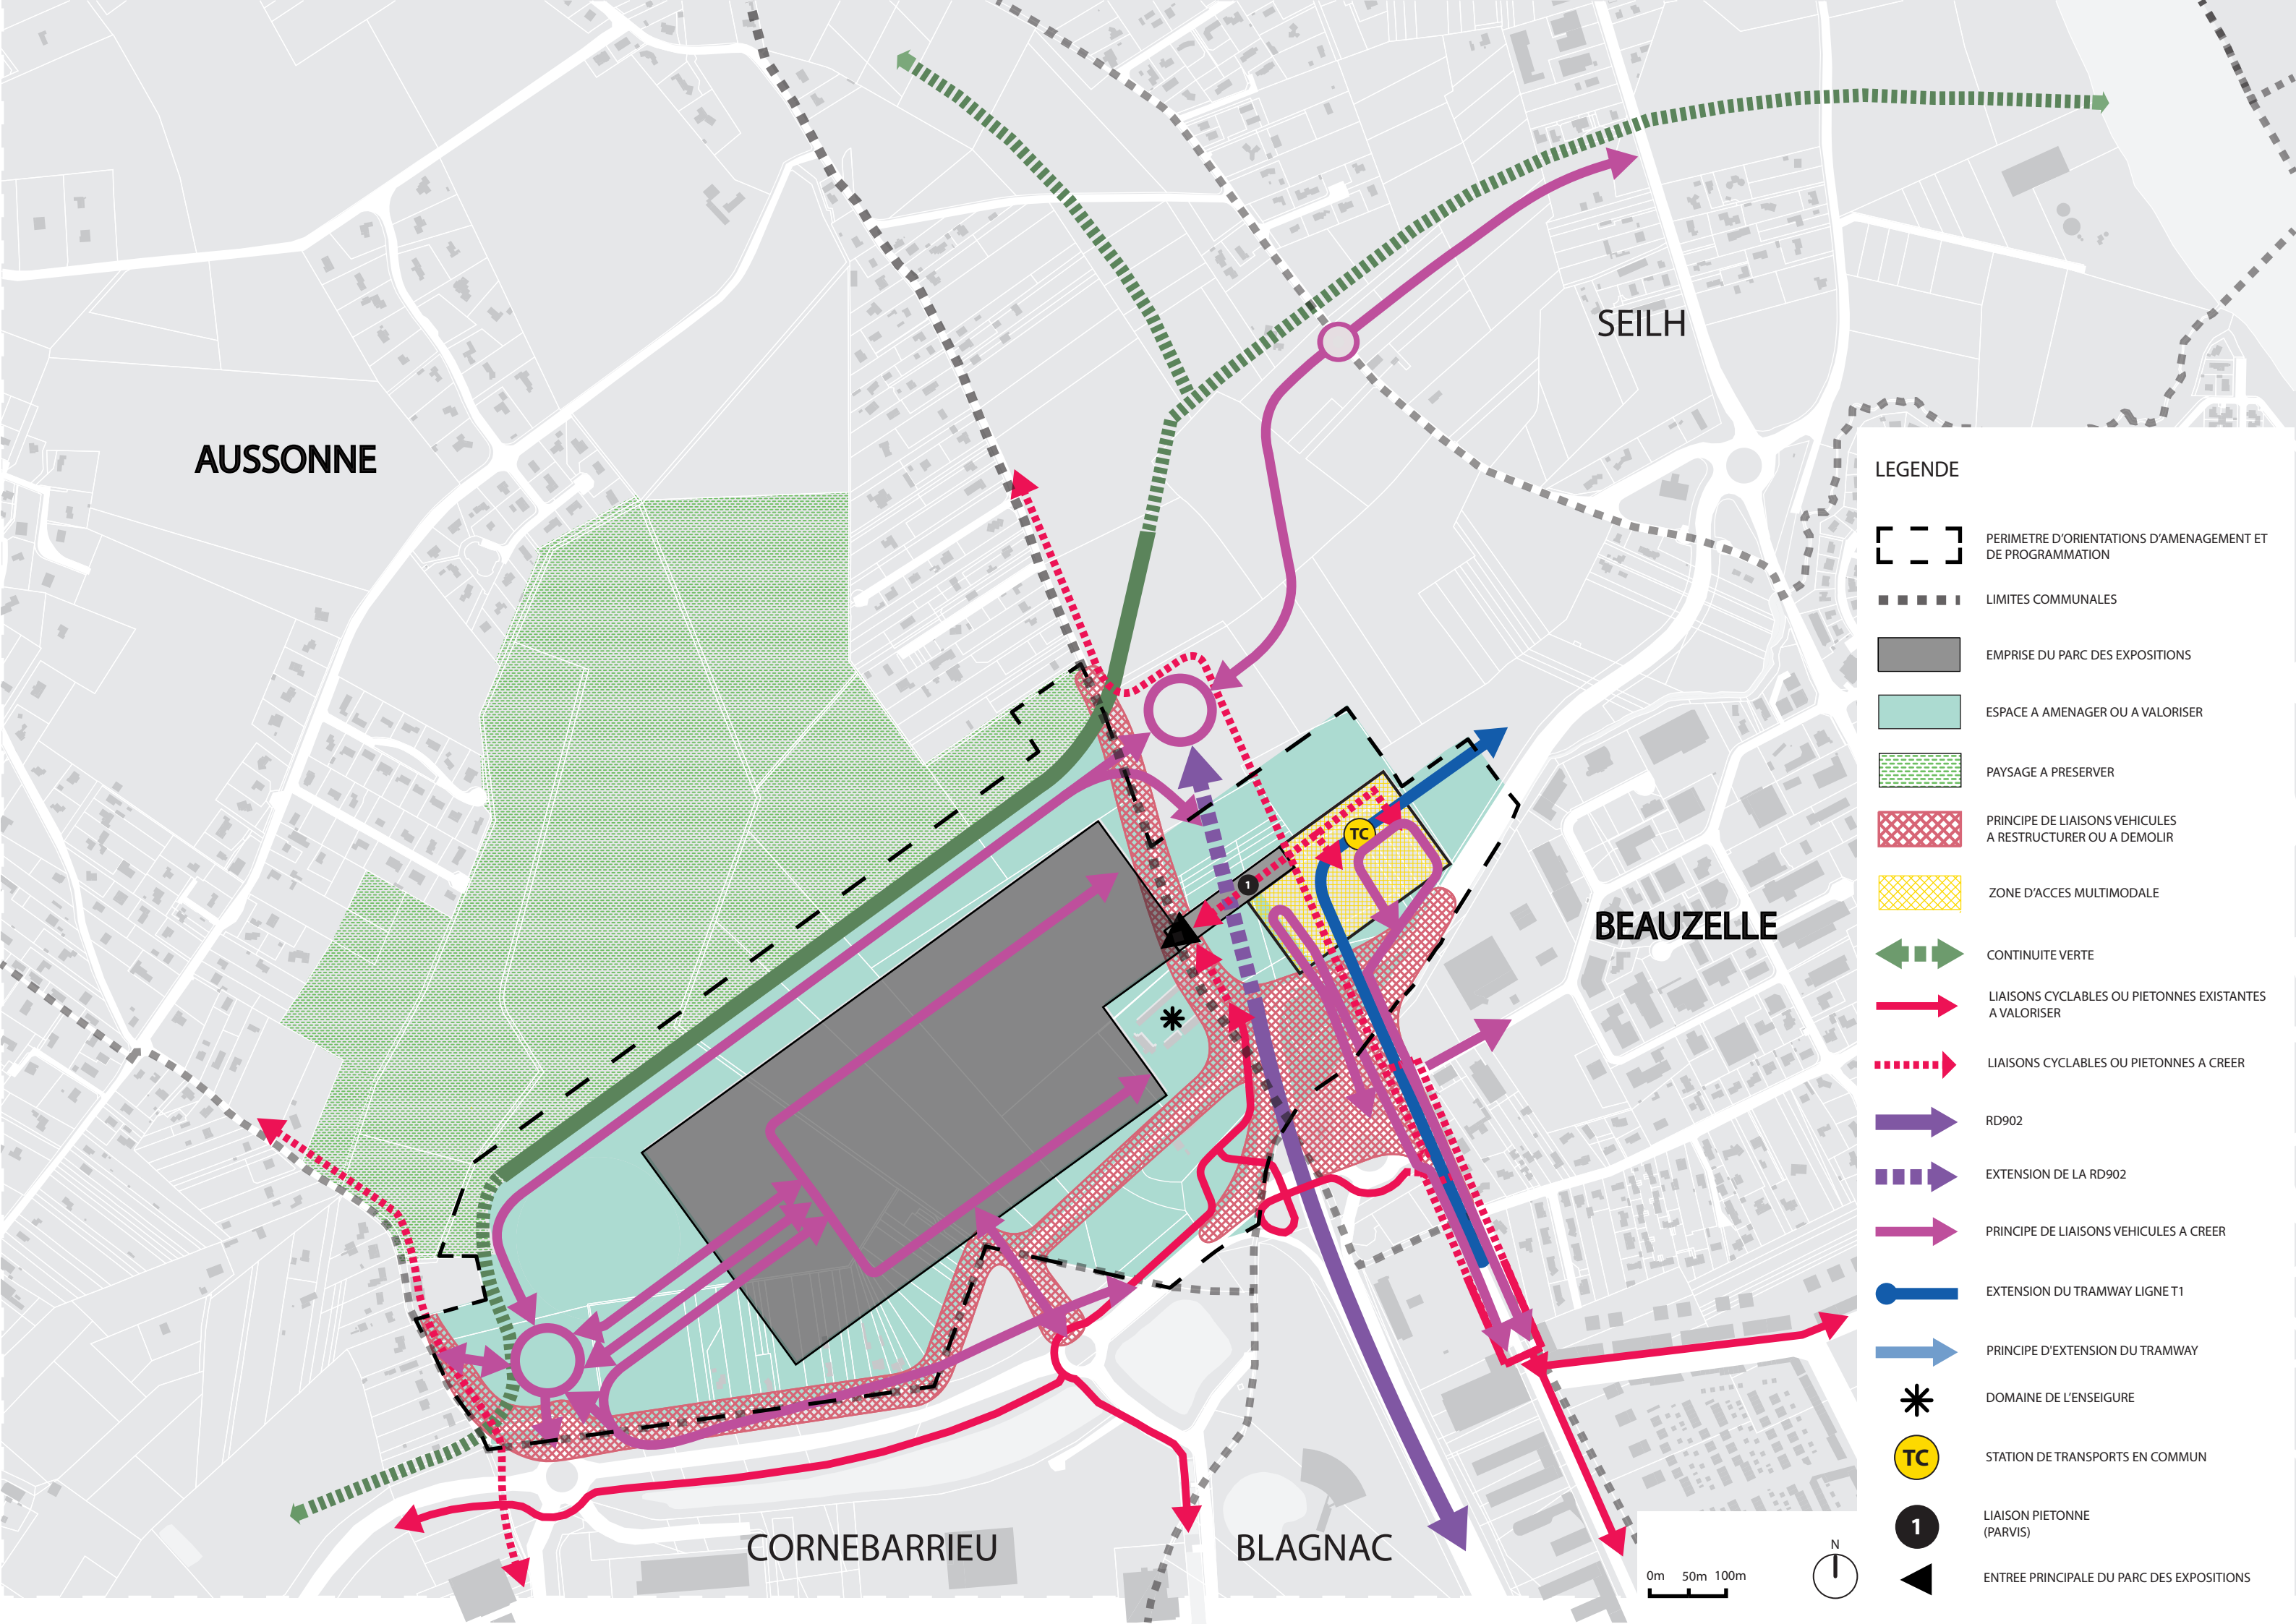 SEILH
AUSSONNE
BEAUZELLE
TC
1
CORNEBARRIEU
BLAGNAC
LEGENDE
PERIMETRE D'ORIENTATIONS D'AMENAGEMENT ET
DE PROGRAMMATION
LIMITES COMMUNALES
EMPRISE DU PARC DES EXPOSITIONS
ESPACE A AMENAGER OU A VALORISER
PAYSAGE A PRESERVER
PRINCIPE DE LIAISONS VEHICULES
A RESTRUCTURER OU A DEMOLIR
ZONE D'ACCES MULTIMODALE
CONTINUITE VERTE
LIAISONS CYCLABLES OU PIETONNES EXISTANTES
A VALORISER
LIAISONS CYCLABLES OU PIETONNES A CREER
RD902
EXTENSION DE LA RD902
PRINCIPE DE LIAISONS VEHICULES A CREER
EXTENSION DU TRAMWAY LIGNE T1
PRINCIPE D'EXTENSION DU TRAMWAY
DOMAINE DE L'ENSEIGURE
TC
STATION DE TRANSPORTS EN COMMUN
1
LIAISON PIETONNE
(PARVIS)
ENTREE PRINCIPALE DU PARC DES EXPOSITIONS
0m 50m 100m
N